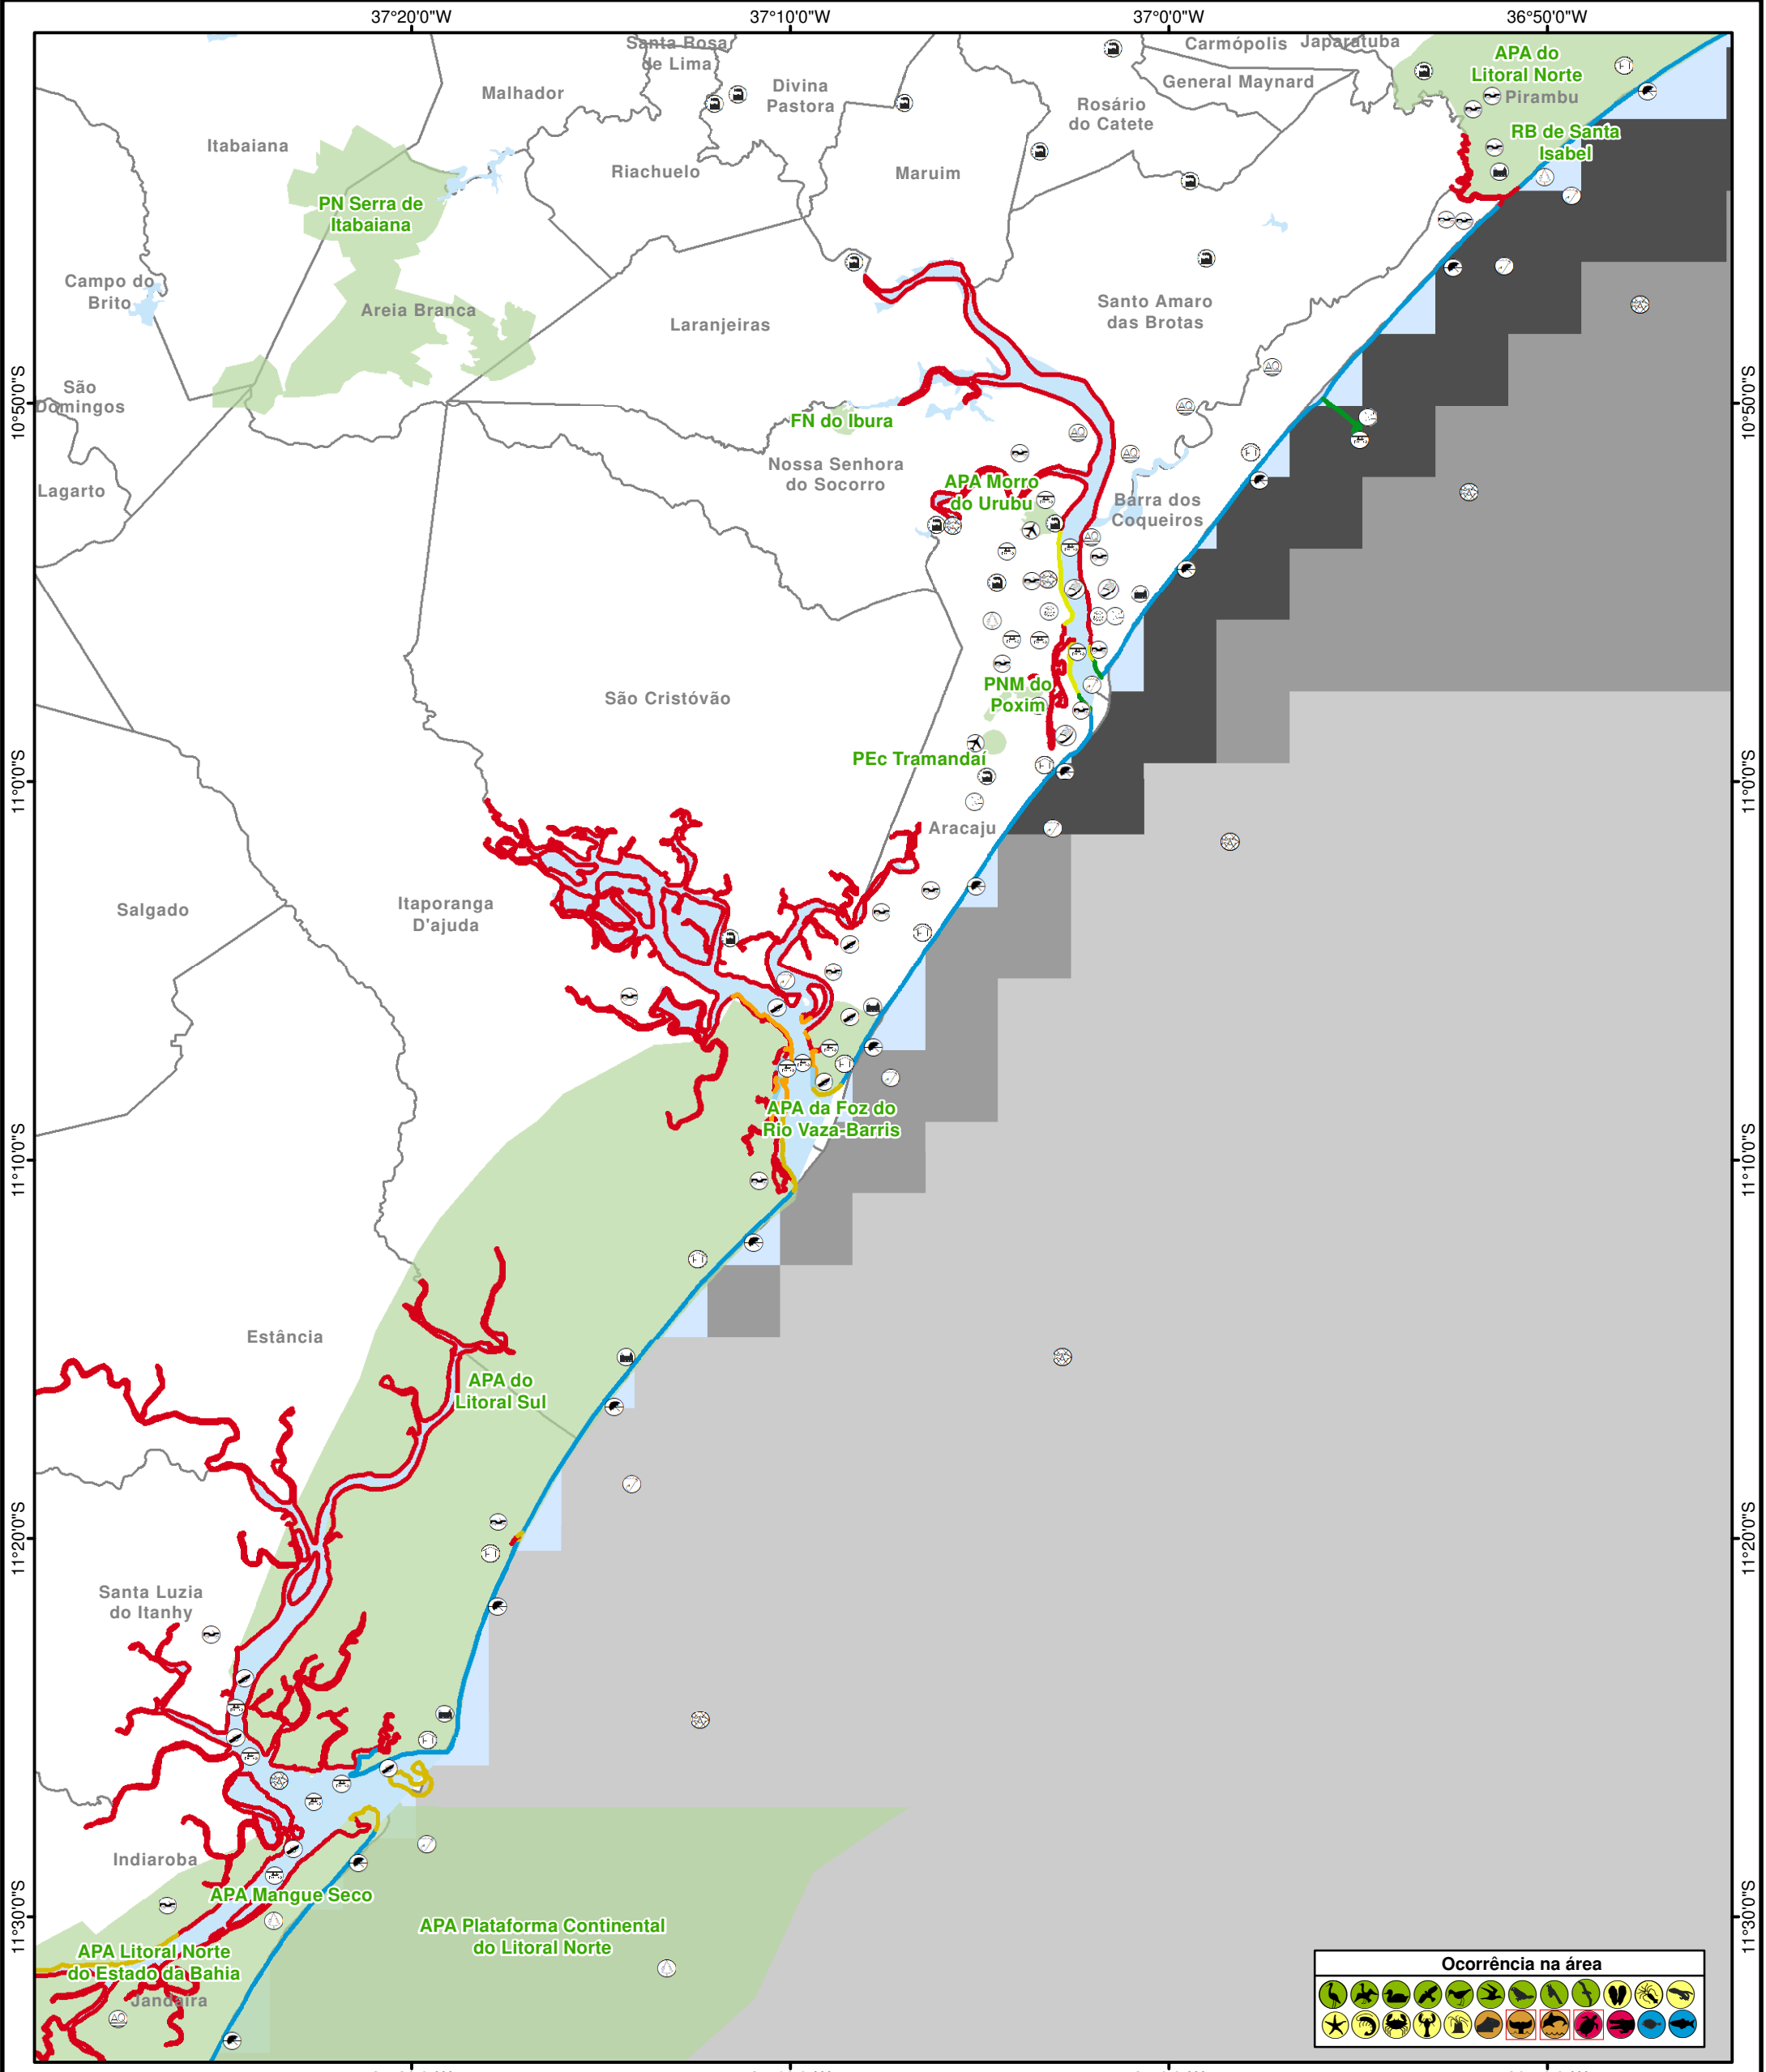 37°20'0"W
37°10'0"W
37°0'0"W
36°50'0"W
Santa Rosa
de Lima
Carmópolis
Japaratuba
APA do
Litoral Norte
Pirambu
General Maynard
Malhador
Divina
Pastora
Rosário
do Catete
RB de Santa
Isabel
Itabaiana
Riachuelo
Maruim
PN Serra de
Itabaiana
Campo do
Brito
Areia Branca
Laranjeiras
Santo Amaro
das Brotas
São
Domingos
10°50'0"S
10°50'0"S
FN do Ibura
Nossa Senhora
do Socorro
Lagarto
APA Morro
do Urubu
Barra dos
Coqueiros
São Cristóvão
PNM do
Poxim
PEc Tramandaí
11°0'0"S
11°0'0"S
Aracaju
Salgado
Itaporanga
D'ajuda
APA da Foz do
Rio Vaza-Barris
11°10'0"S
11°10'0"S
Estância
APA do
Litoral Sul
11°20'0"S
11°20'0"S
Santa Luzia
do Itanhy
Indiaroba
APA Mangue Seco
11°30'0"S
11°30'0"S
APA Plataforma Continental
do Litoral Norte
APA Litoral Norte
do Estado da Bahia
Jandaíra
Ocorrência na área